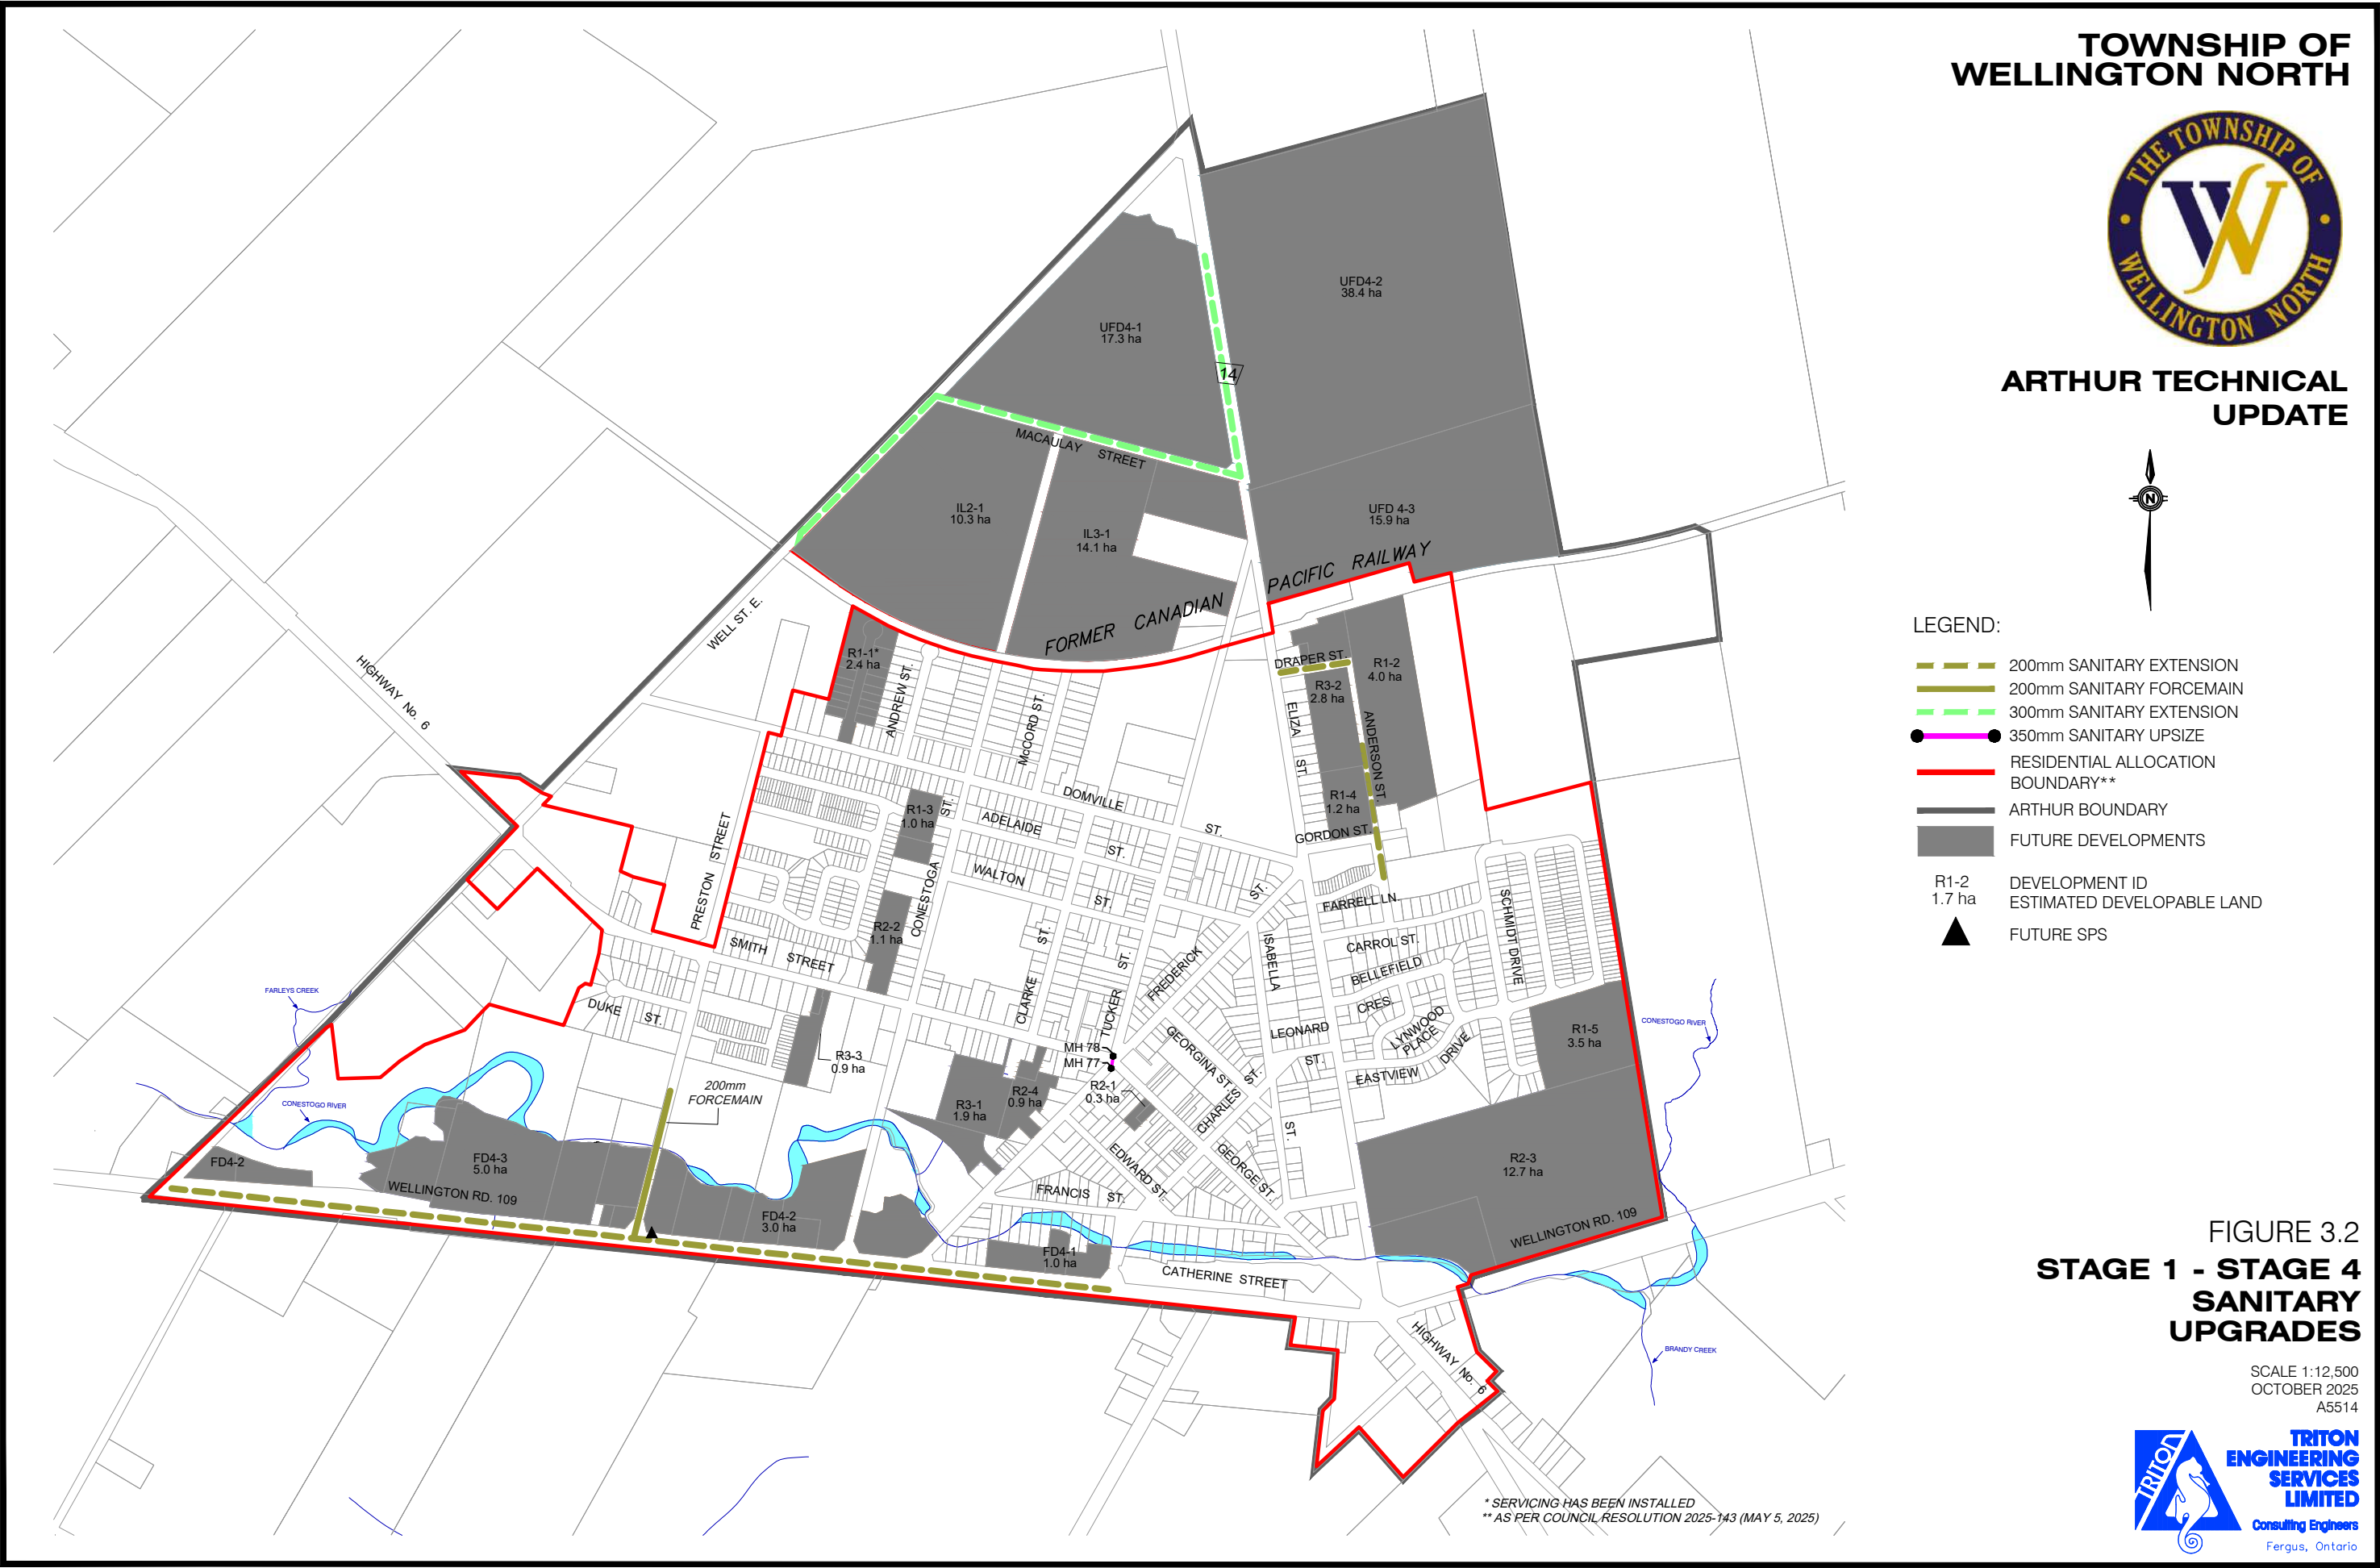 TOWNSHIP OF
WELLINGTON NORTH
THE TOWNSHIP OF
WELLINGTON NORTH
W
ARTHUR TECHNICAL
UPDATE
N
LEGEND:
200mm SANITARY EXTENSION
200mm SANITARY FORCEMAIN
300mm SANITARY EXTENSION
350mm SANITARY UPSIZE
RESIDENTIAL ALLOCATION
BOUNDARY**
ARTHUR BOUNDARY
FUTURE DEVELOPMENTS
R1-2
1.7 ha
DEVELOPMENT ID
ESTIMATED DEVELOPABLE LAND
FUTURE SPS
UFD4-2
38.4 ha
UFD4-1
17.3 ha
14
MACAULAY STREET
IL2-1
10.3 ha
IL3-1
14.1 ha
UFD 4-3
15.9 ha
FORMER CANADIAN PACIFIC RAILWAY
WELL ST. E.
HIGHWAY No. 6
R1-1*
2.4 ha
ANDREW ST.
McCORD ST.
DRAPER ST.
R1-2
4.0 ha
R3-2
2.8 ha
ELIZA ST.
ANDERSON ST.
R1-4
1.2 ha
GORDON ST.
DOMVILLE ST.
R1-3
1.0 ha
ST.
ADELAIDE ST.
PRESTON STREET
CONESTOGA
WALTON ST.
R2-2
1.1 ha
SMITH STREET
ST.
FARRELL LN.
CARROL ST.
BELLEFIELD
CRES.
SCHMIDT DRIVE
ISABELLA ST.
FREDERICK
CLARKE ST.
TUCKER ST.
LEONARD ST.
LYNWOOD
PLACE
EASTVIEW DRIVE
GEORGINA ST.
CHARLES ST.
R1-5
3.5 ha
CONESTOGO RIVER
FARLEYS CREEK
DUKE ST.
R3-3
0.9 ha
MH 78
MH 77
R2-1
0.3 ha
R2-4
0.9 ha
R3-1
1.9 ha
200mm
FORCEMAIN
CONESTOGO RIVER
FD4-2
FD4-3
5.0 ha
WELLINGTON RD. 109
FD4-2
3.0 ha
EDWARD ST.
GEORGE ST.
FRANCIS ST.
FD4-1
1.0 ha
CATHERINE STREET
R2-3
12.7 ha
WELLINGTON RD. 109
HIGHWAY No. 6
BRANDY CREEK
* SERVICING HAS BEEN INSTALLED
** AS PER COUNCIL RESOLUTION 2025-143 (MAY 5, 2025)
FIGURE 3.2
STAGE 1 - STAGE 4
SANITARY
UPGRADES
SCALE 1:12,500
OCTOBER 2025
A5514
TRITON
TRITON
ENGINEERING
SERVICES
LIMITED
Consulting Engineers
Fergus, Ontario